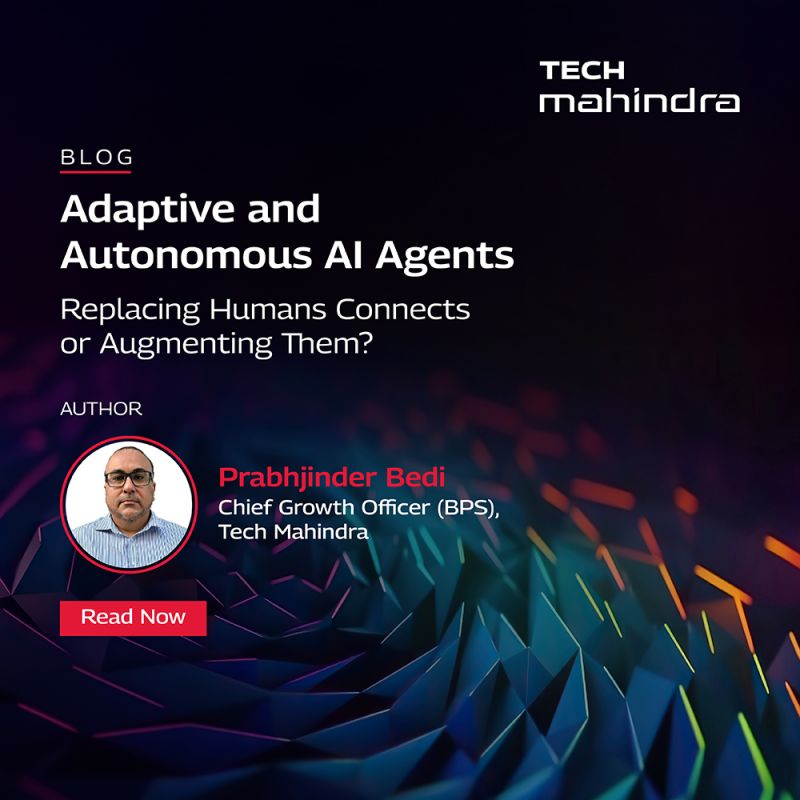 TECH
mahindra
BLOG
Adaptive and
Autonomous AI Agents
Replacing Humans Connects
or Augmenting Them?
AUTHOR
Prabhjinder Bedi
Chief Growth Officer (BPS),
Tech Mahindra
Read Now